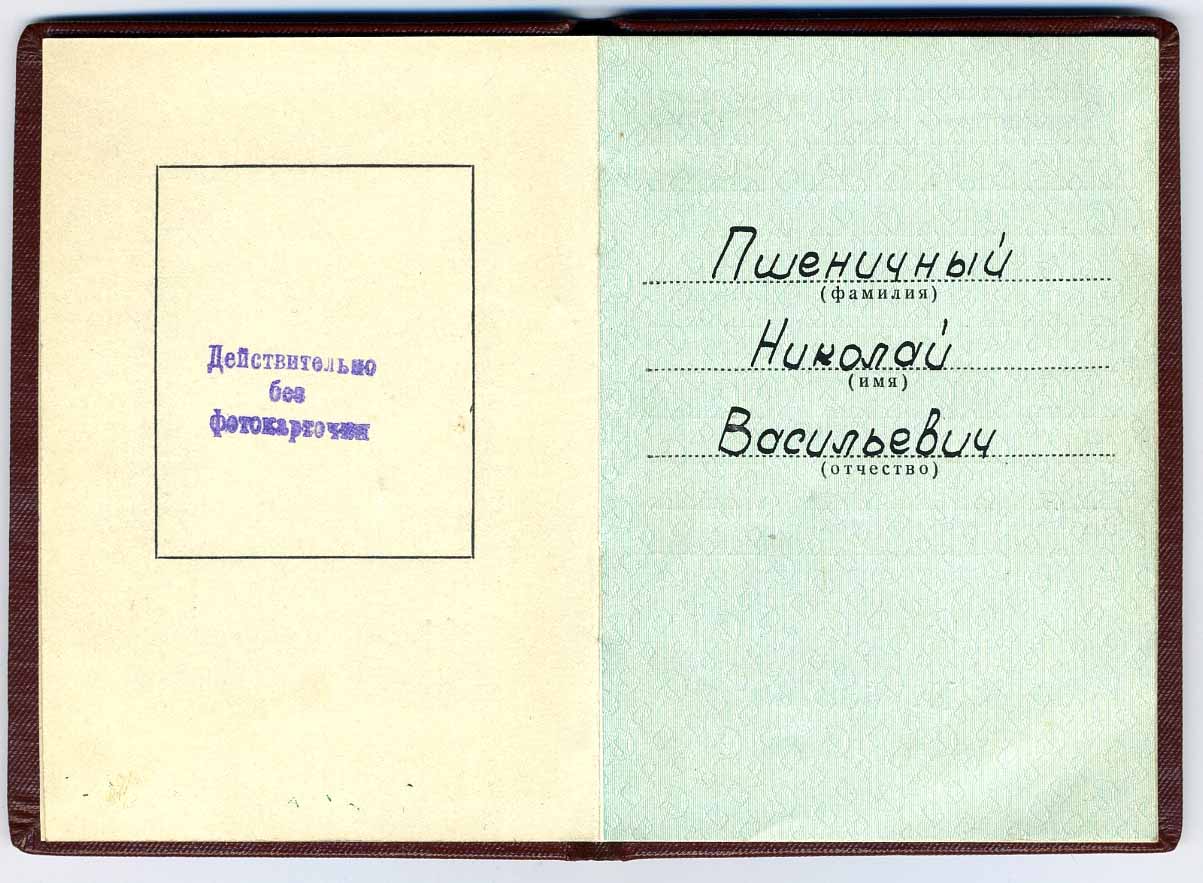 Действительно
без
фотокарточки
Пшеничный
(фамилия)
Николай
(имя)
Васильевич
(отчество)